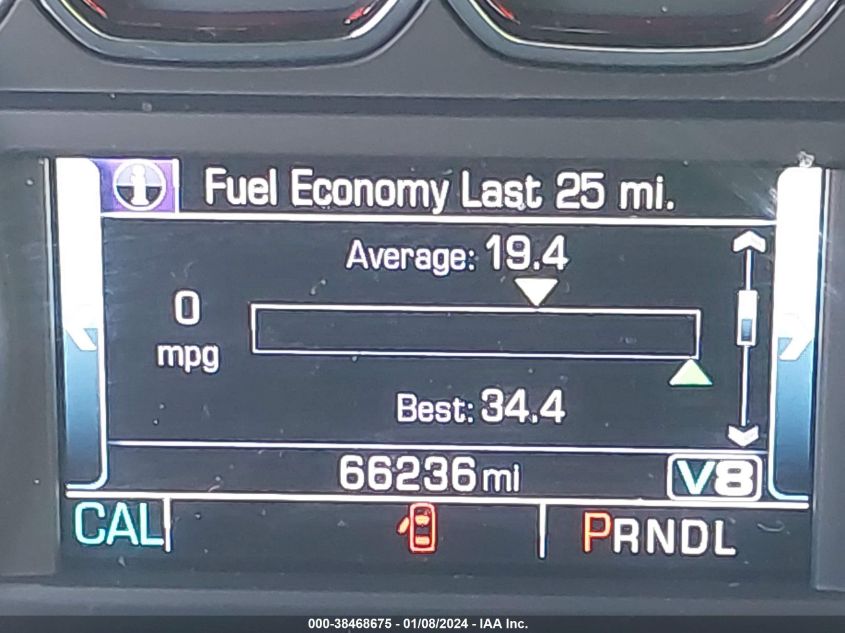 Fuel Economy Last 25 mi.
Average: 19.4
0
mpg
Best: 34.4
66236 mi
V8
CAL
PRNDL
000-38468675 - 01/08/2024 - IAA Inc.